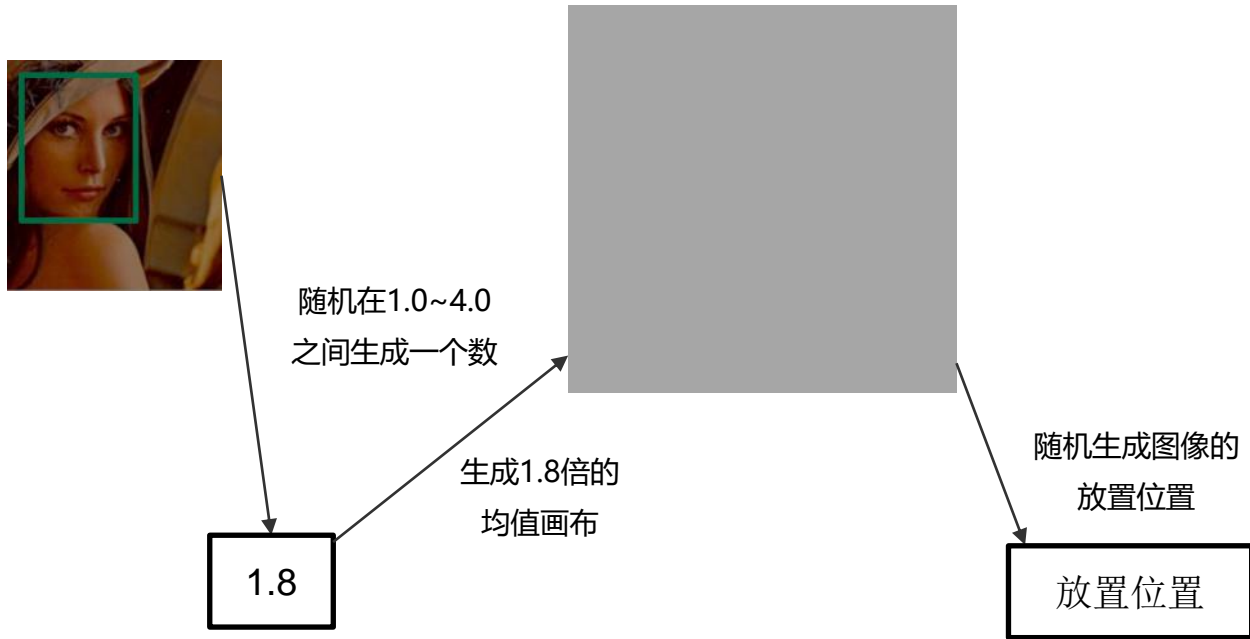 随机在1.0~4.0
之间生成一个数
生成1.8倍的
均值画布
1.8
随机生成图像的
放置位置
放置位置